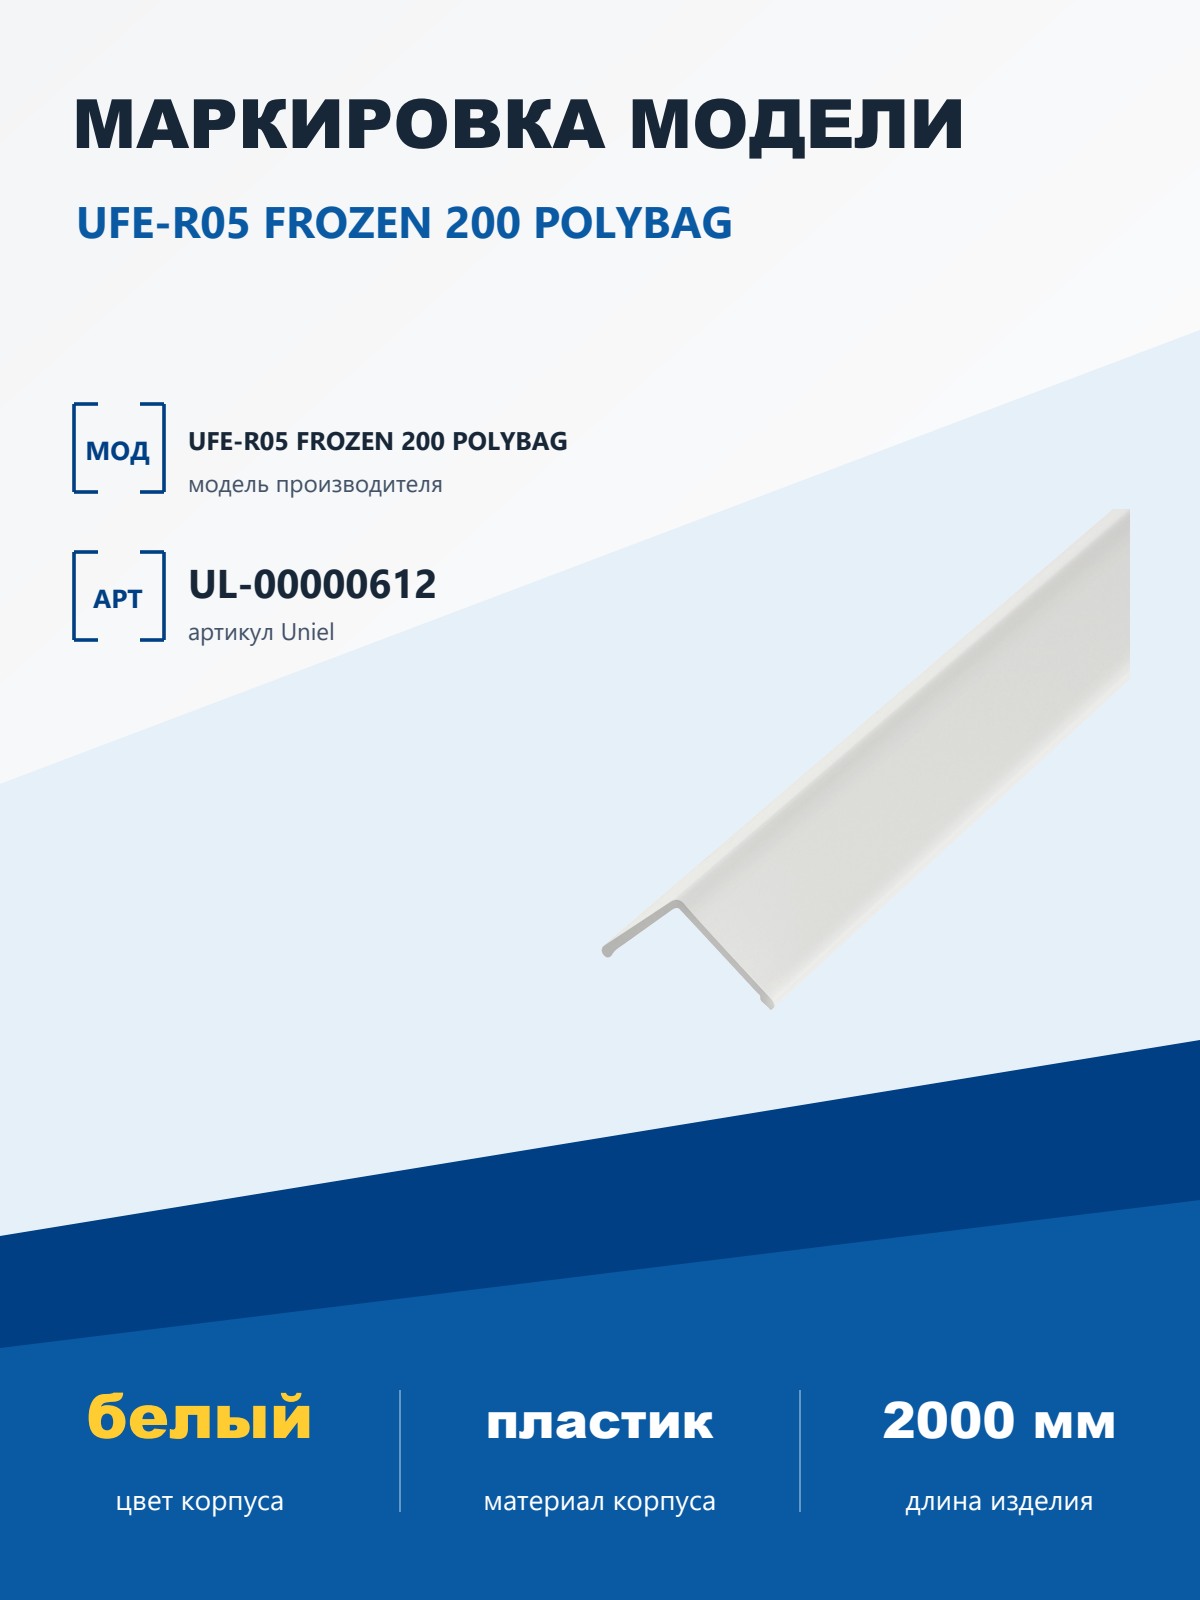 МАРКИРОВКА МОДЕЛИ
UFE-R05 FROZEN 200 POLYBAG
МОД
UFE-R05 FROZEN 200 POLYBAG
модель производителя
АРТ
UL-00000612
артикул Uniel
белый
цвет корпуса
пластик
материал корпуса
2000 мм
длина изделия